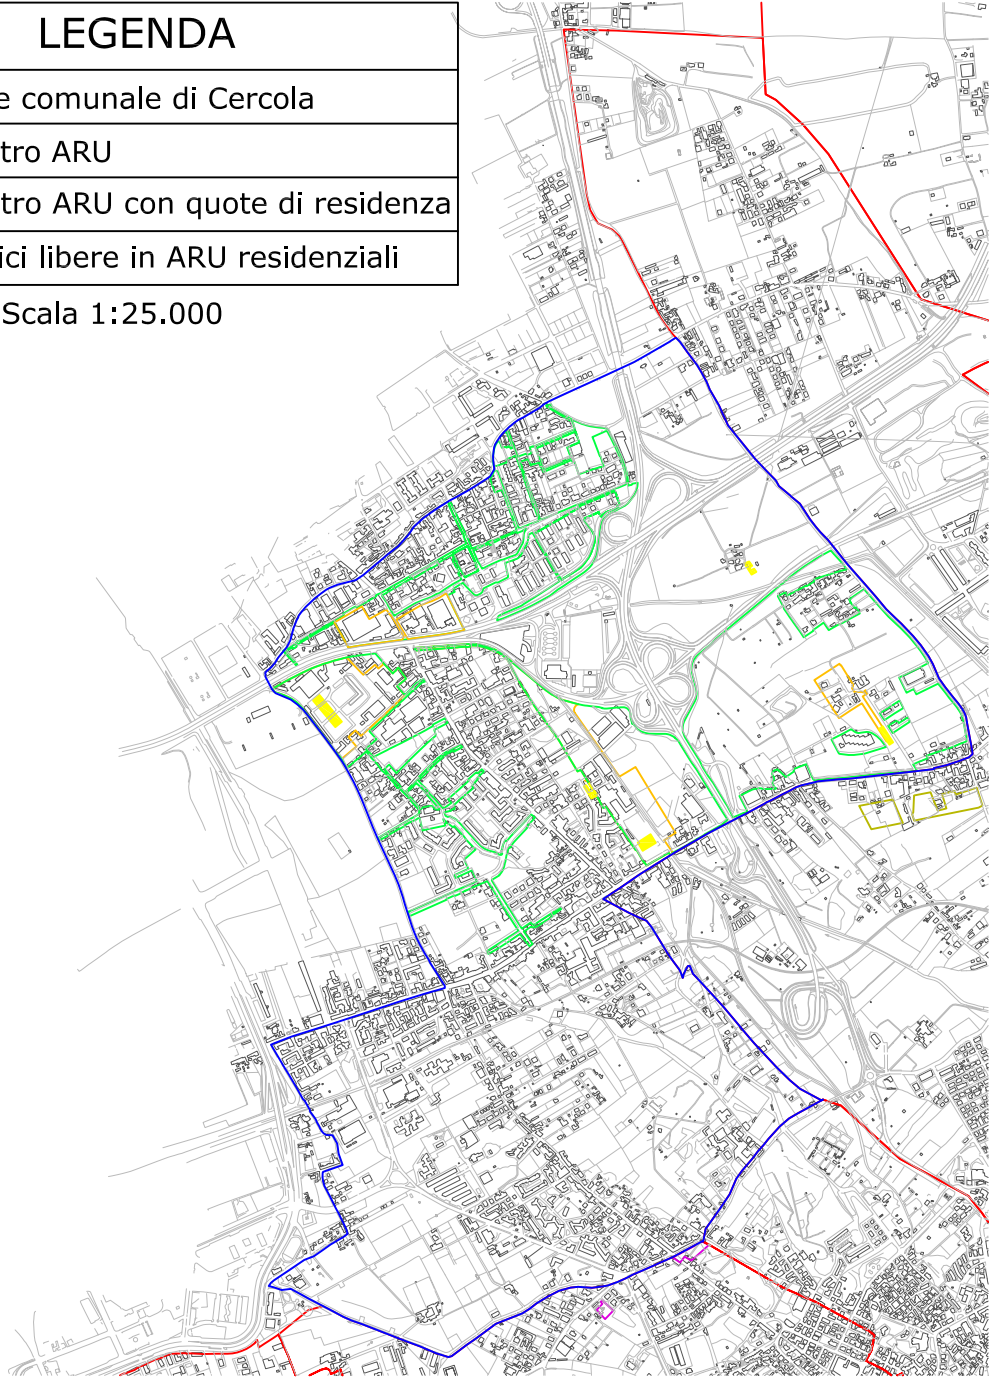 LEGENDA
e comunale di Cercola
tro ARU
tro ARU con quote di residenza
ici libere in ARU residenziali
Scala 1:25.000